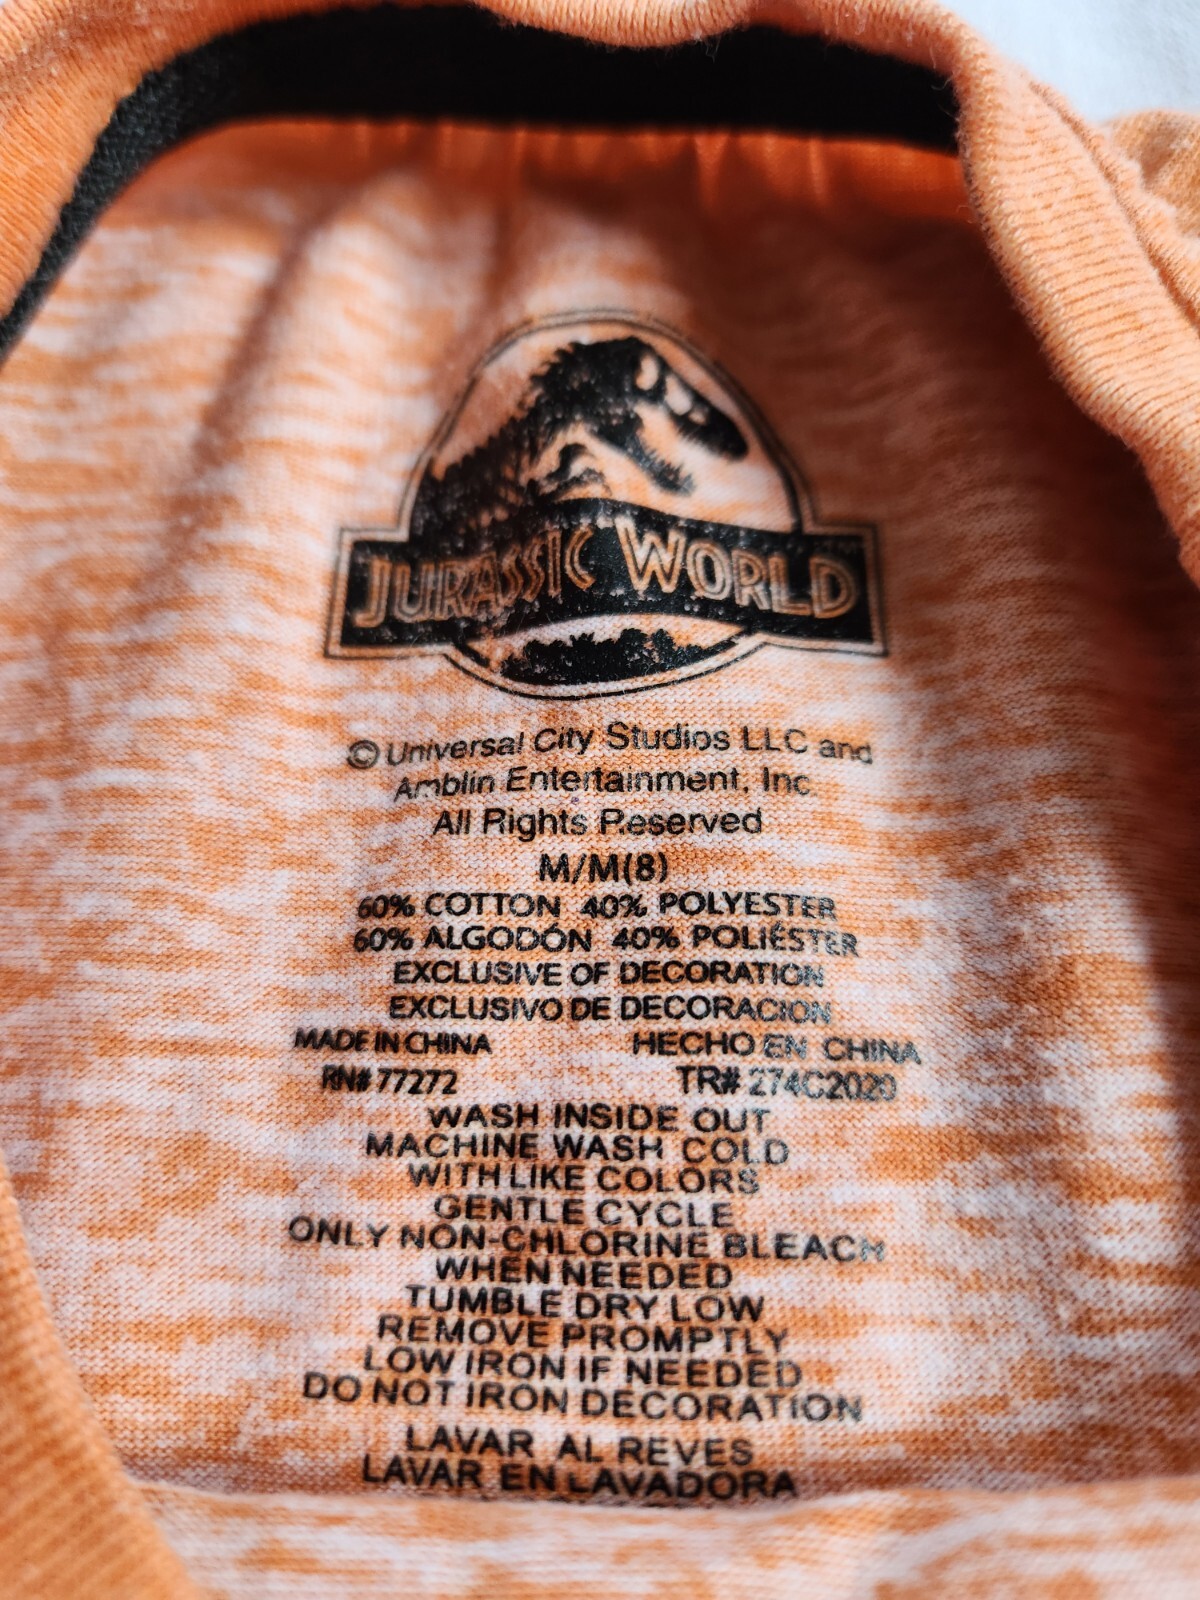 JURASSIC WORLD
© Universal City Studios LLC and
Amblin Entertainment, Inc.
All Rights Reserved
M/M(8)
60% COTTON 40% POLYESTER
60% ALGODÓN 40% POLIÉSTER
EXCLUSIVE OF DECORATION
EXCLUSIVO DE DECORACION
MADE IN CHINA HECHO EN CHINA
RN# 77272 TR# 274C2020
WASH INSIDE OUT
MACHINE WASH COLD
WITH LIKE COLORS
GENTLE CYCLE
ONLY NON-CHLORINE BLEACH
WHEN NEEDED
TUMBLE DRY LOW
REMOVE PROMPTLY
LOW IRON IF NEEDED
DO NOT IRON DECORATION
LAVAR AL REVES
LAVAR EN LAVADORA